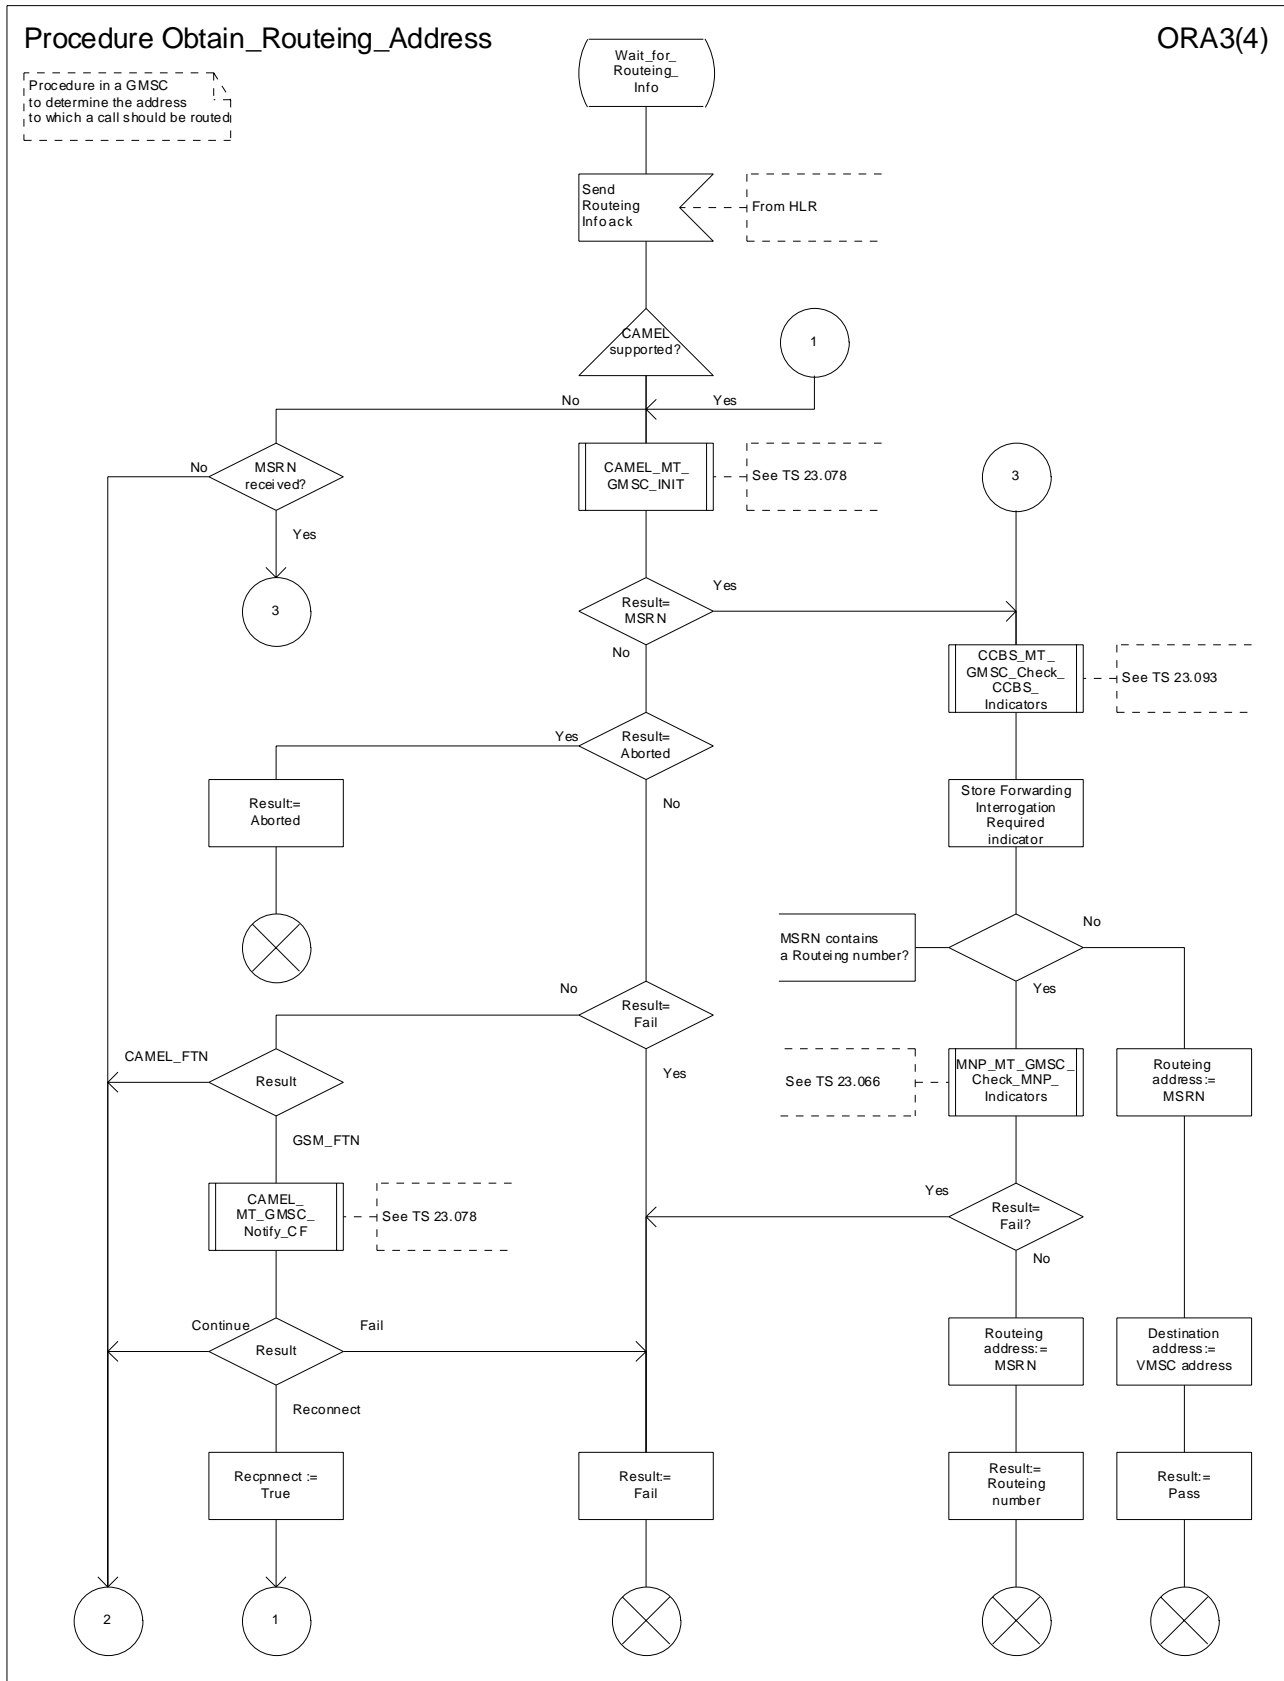 Procedure Obtain_Routeing_Address
ORA3(4)
Procedure in a GMSC
to determine the address
to which a call should be routed
Wait_for_
Routeing_
Info
Send
Routeing
Info ack
From HLR
CAMEL
supported?
1
No
Yes
No
MSRN
received?
CAMEL_MT_
GMSC_INIT
See TS 23.078
3
Yes
3
Result=
MSRN
Yes
No
CCBS_MT_
GMSC_Check_
CCBS_
Indicators
See TS 23.093
Yes
Result=
Aborted
No
Result:=
Aborted
Store Forwarding
Interrogation
Required
indicator
MSRN contains
a Routeing number?
No
Yes
No
Result=
Fail
Yes
CAMEL_FTN
Result
GSM_FTN
See TS 23.066
MNP_MT_GMSC_
Check_MNP_
Indicators
Routeing
address:=
MSRN
CAMEL_
MT_GMSC_
Notify_CF
See TS 23.078
Yes
Result=
Fail?
No
Continue
Result
Fail
Reconnect
Routeing
address:=
MSRN
Destination
address:=
VMSC address
Recpnnect :=
True
Result:=
Fail
Result:=
Routeing
number
Result:=
Pass
2
1